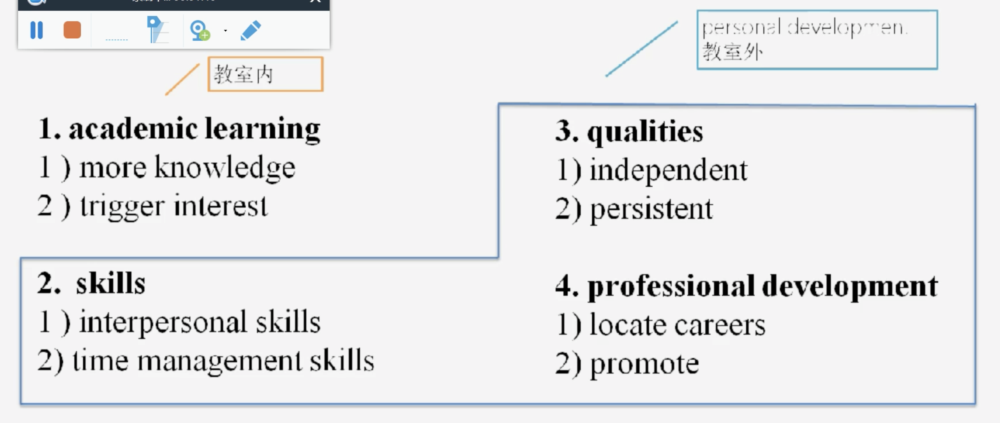 教室内
personal developmen
教室外
1. academic learning
1 ) more knowledge
2 ) trigger interest
2. skills
1 ) interpersonal skills
2) time management skills
3. qualities
1) independent
2) persistent
4. professional development
1) locate careers
2) promote